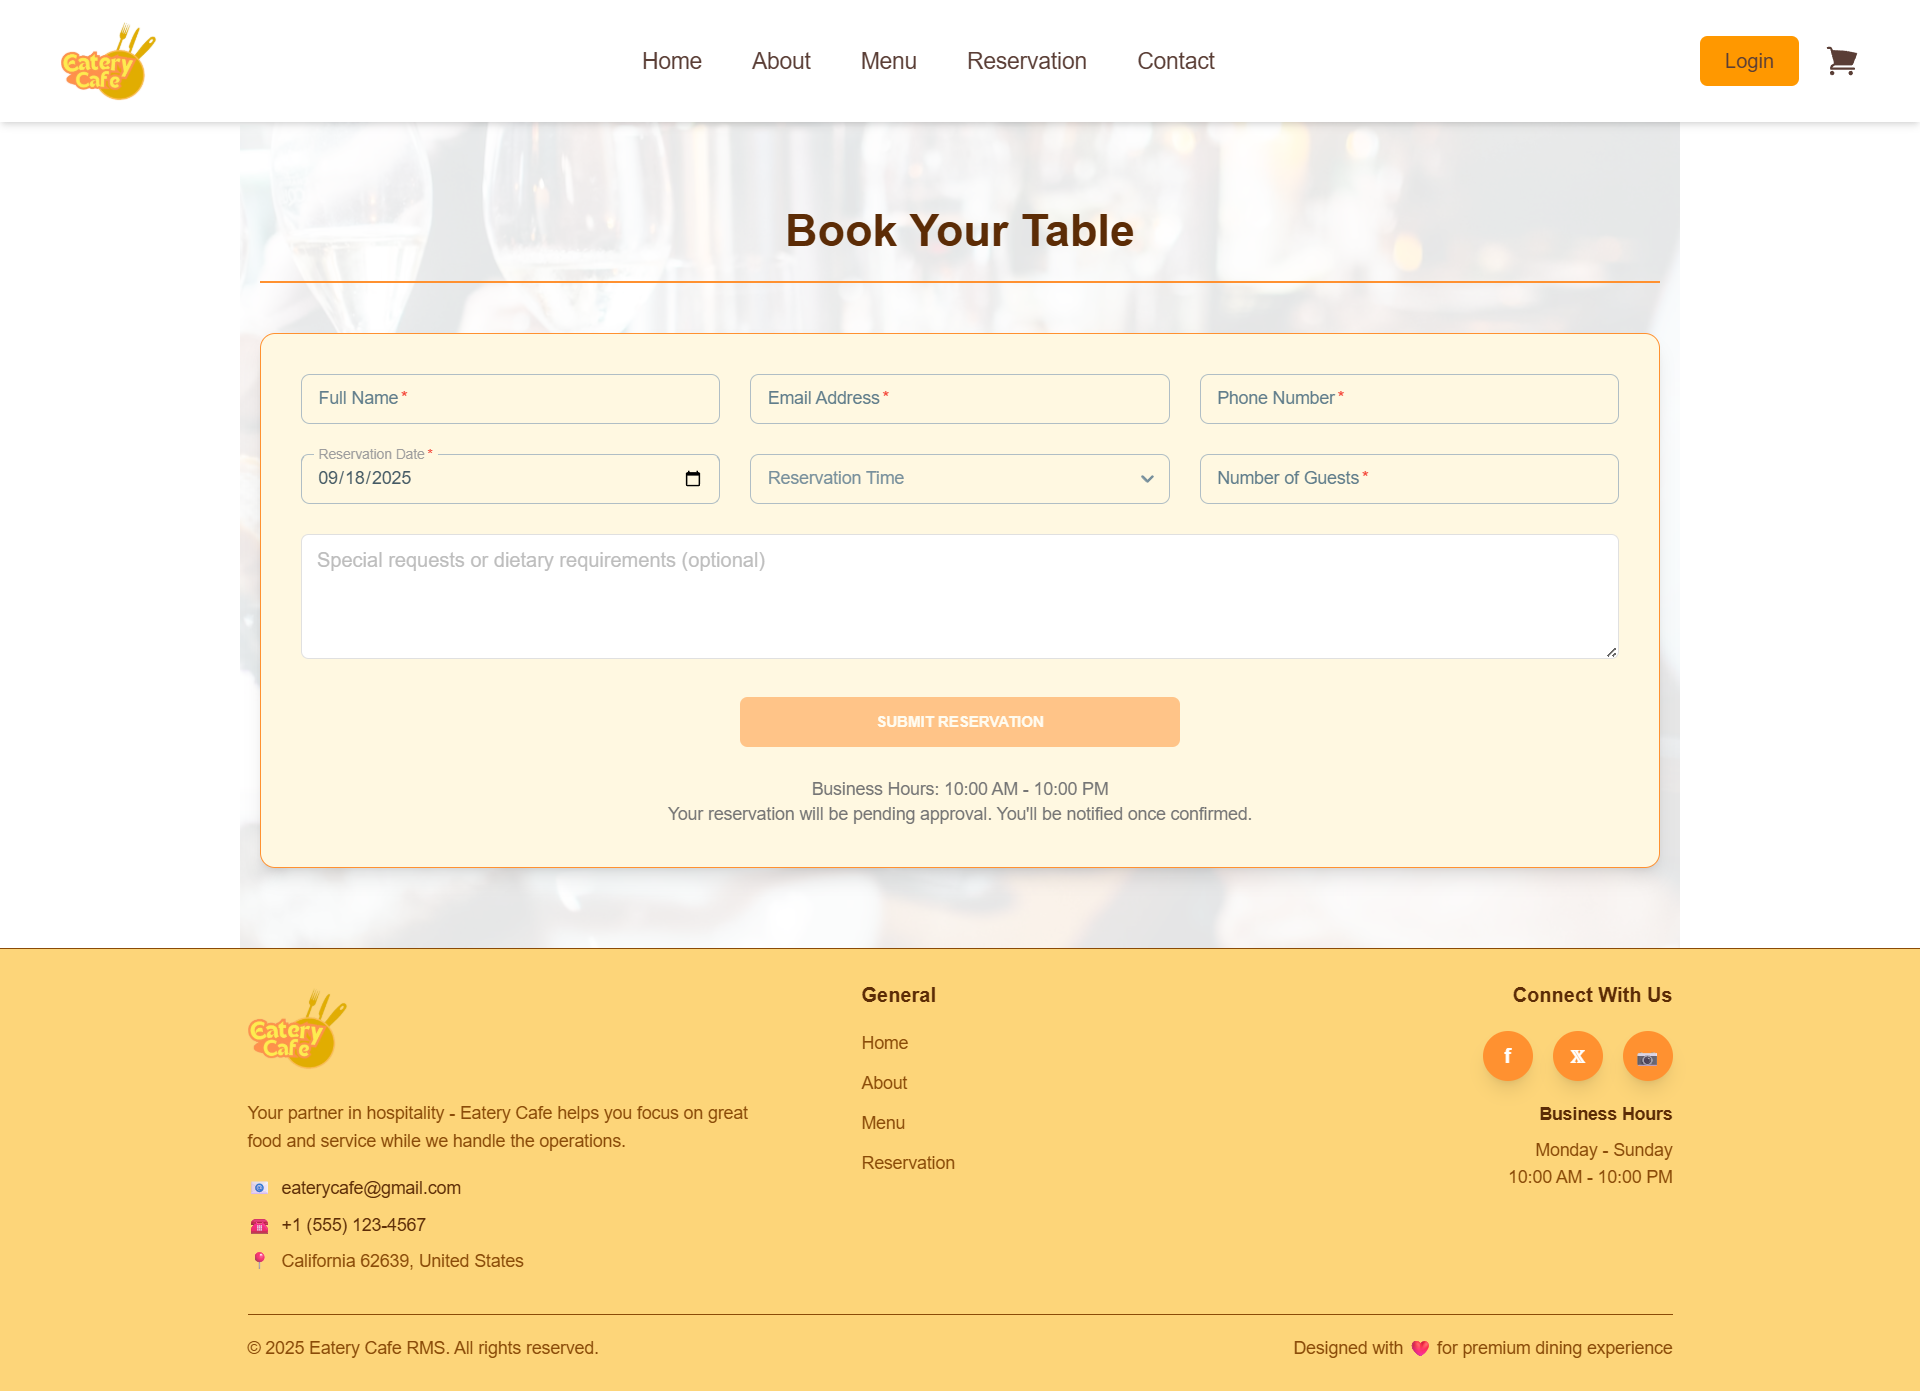 Eatery
Cafe
Home
About
Menu
Reservation
Contact
Login
Book Your Table
Full Name*
Email Address*
Phone Number*
Reservation Date*
09/18/2025
Reservation Time
Number of Guests*
Special requests or dietary requirements (optional)
SUBMIT RESERVATION
Business Hours: 10:00 AM - 10:00 PM
Your reservation will be pending approval. You'll be notified once confirmed.
Eatery
Cafe
Your partner in hospitality - Eatery Cafe helps you focus on great
food and service while we handle the operations.
eaterycafe@gmail.com
+1 (555) 123-4567
California 62639, United States
General
Home
About
Menu
Reservation
Connect With Us
f
𝕏
Business Hours
Monday - Sunday
10:00 AM - 10:00 PM
© 2025 Eatery Cafe RMS. All rights reserved.
Designed with ❤️ for premium dining experience